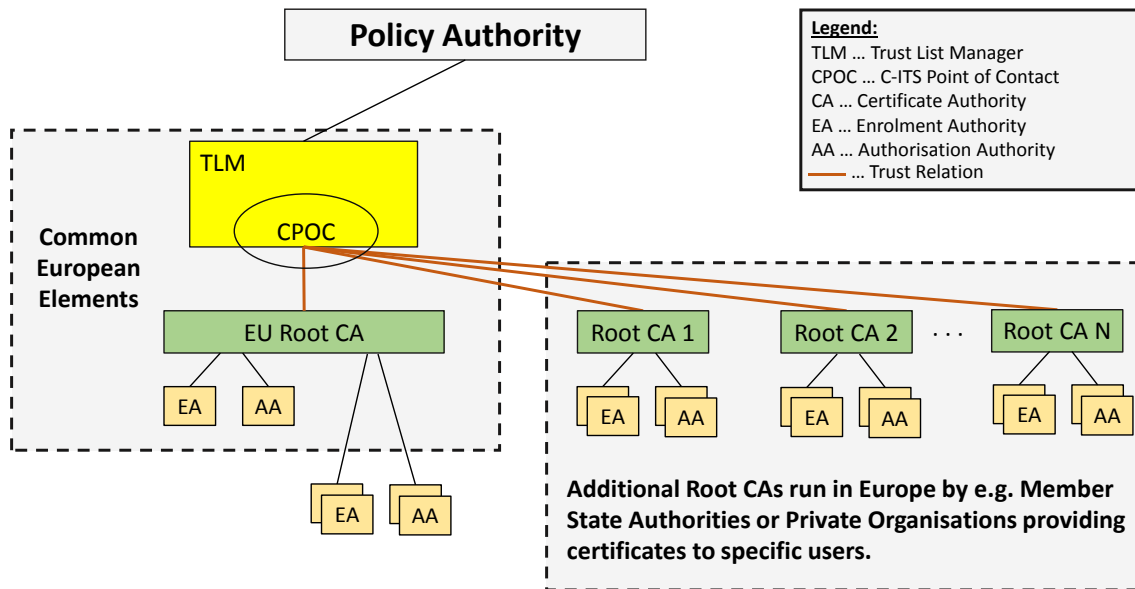 Policy Authority
Legend:
TLM ... Trust List Manager
CPOC ... C-ITS Point of Contact
CA ... Certificate Authority
EA ... Enrolment Authority
AA ... Authorisation Authority
... Trust Relation
TLM
CPOC
Common
European
Elements
EU Root CA
Root CA 1
Root CA 2
. . .
Root CA N
EA
AA
EA
AA
EA
AA
EA
AA
EA
AA
Additional Root CAs run in Europe by e.g. Member
State Authorities or Private Organisations providing
certificates to specific users.